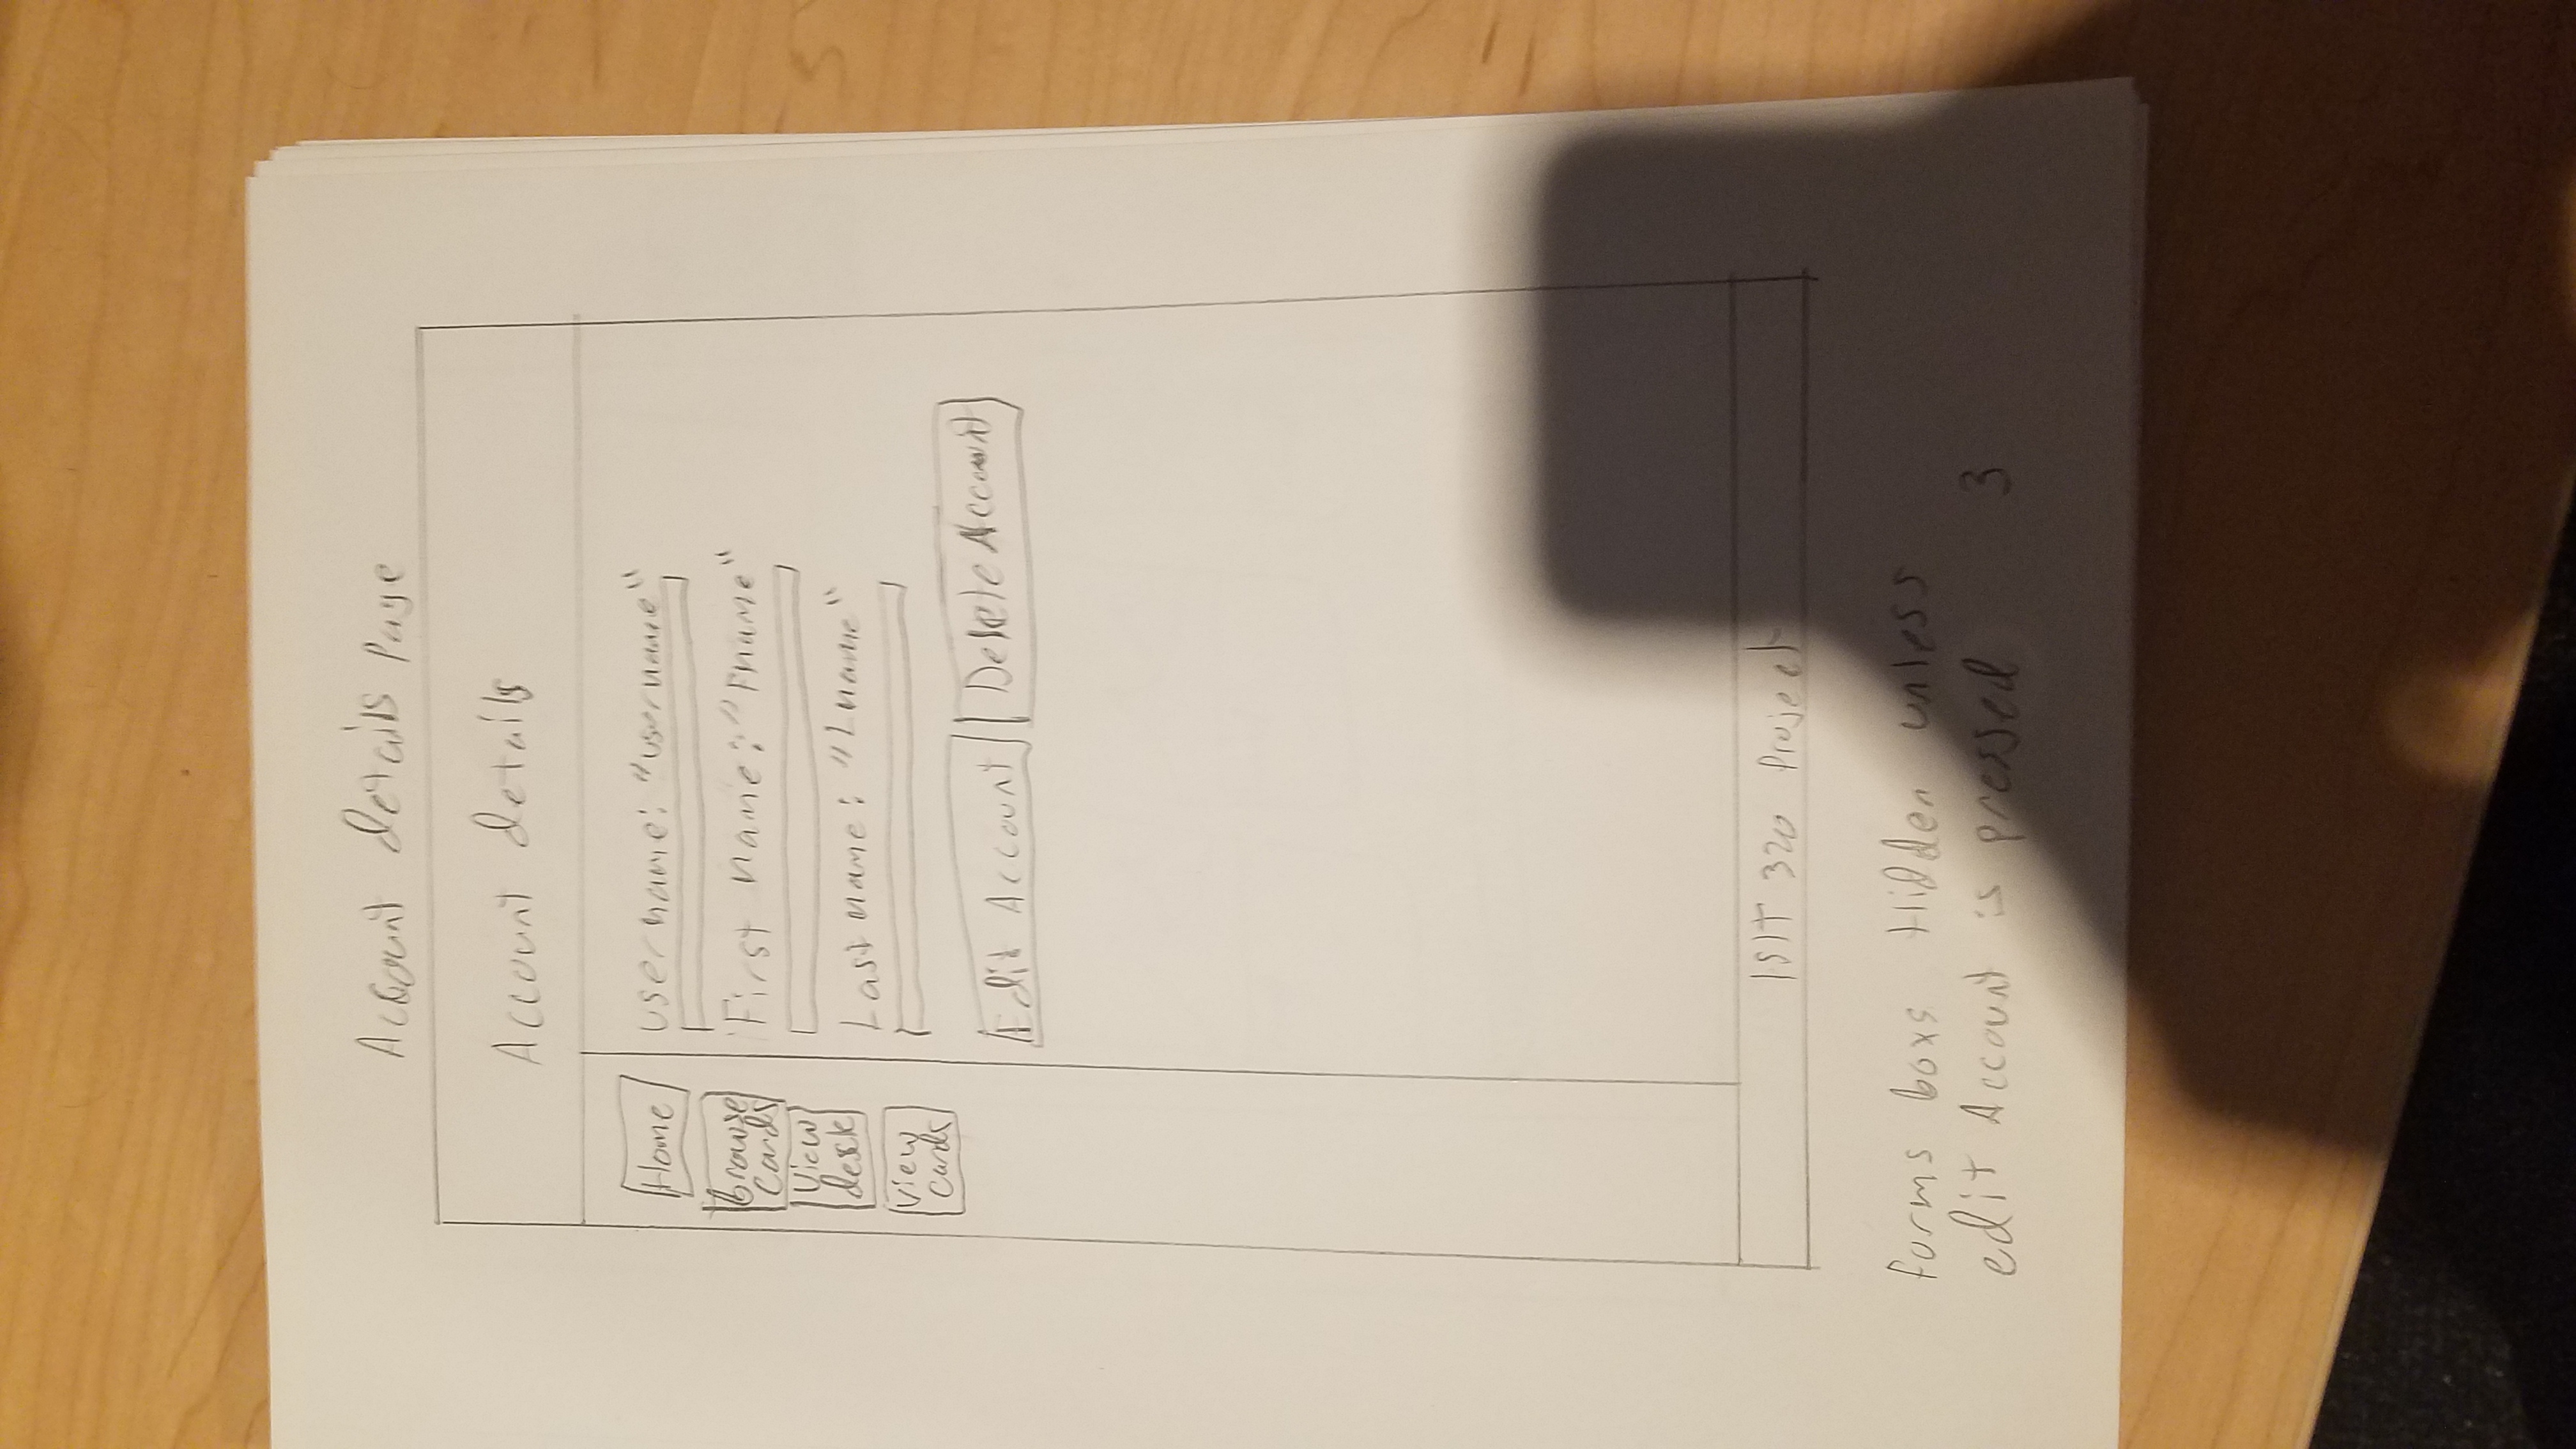 Account details page
Account details
Home
Browse
cards
View
desk
View
cards
username: "username"
First name: "Fname"
Last name: "Lname"
Edit Account
Delete Account
ISIT 320 Project
forms boxs Hidden unless
edit Account is pressed
3